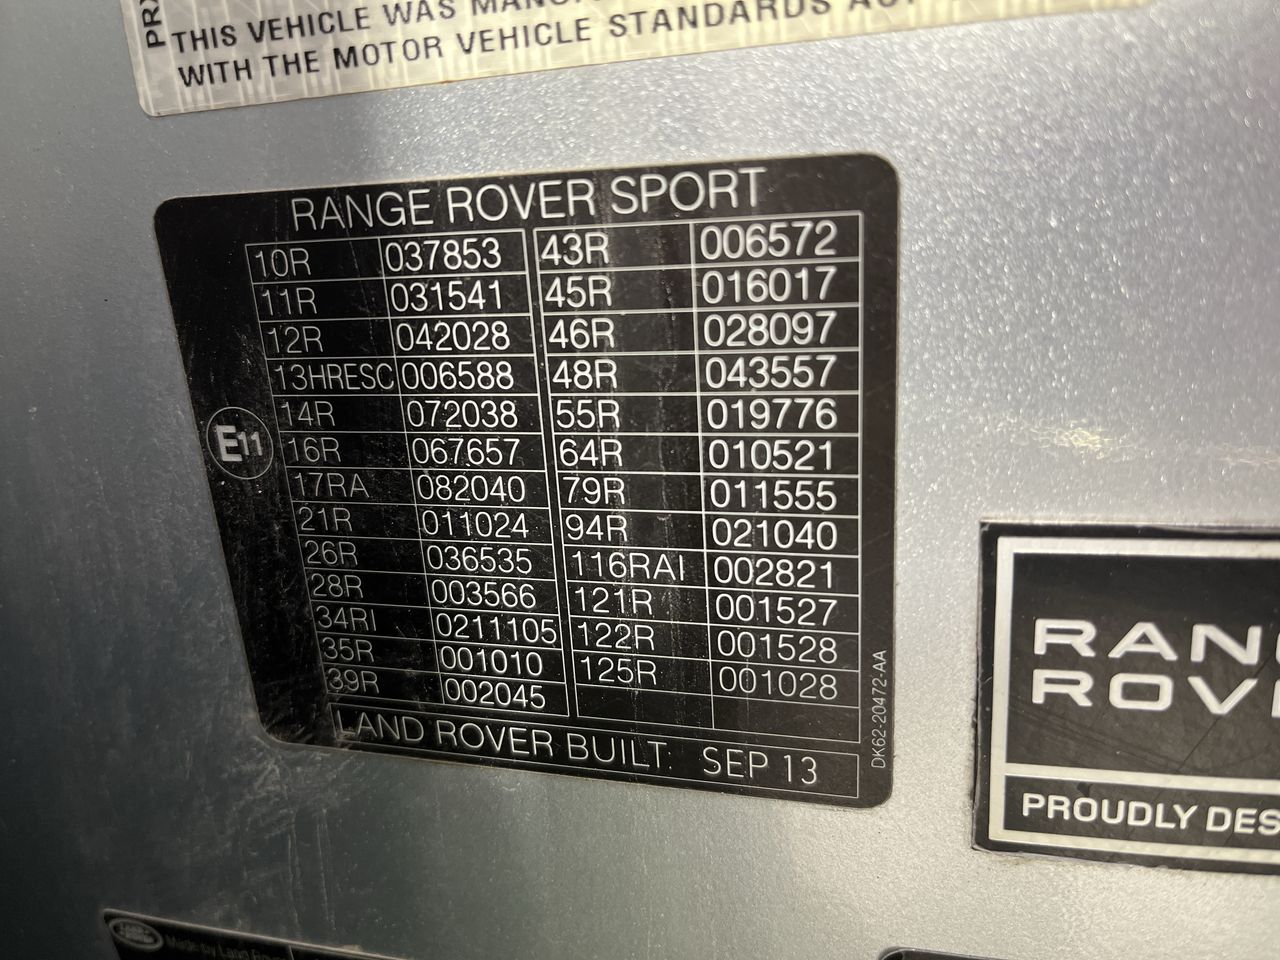 THIS VEHICLE WAS
WITH THE MOTOR VEHICLE STANDARDS
RANGE ROVER SPORT
10R 037853 43R 006572
11R 031541 45R 016017
12R 042028 46R 028097
13HRESC 006588 48R 043557
14R 072038 55R 019776
16R 067657 64R 010521
17RA 082040 79R 011555
21R 011024 94R 021040
26R 036535 116RAI 002821
28R 003566 121R 001527
34RI 0211105 122R 001528
35R 001010 125R 001028
39R 002045
E11
LAND ROVER BUILT: SEP 13
DK62-20472-AA
RAN
ROV
PROUDLY DES
Made by Land